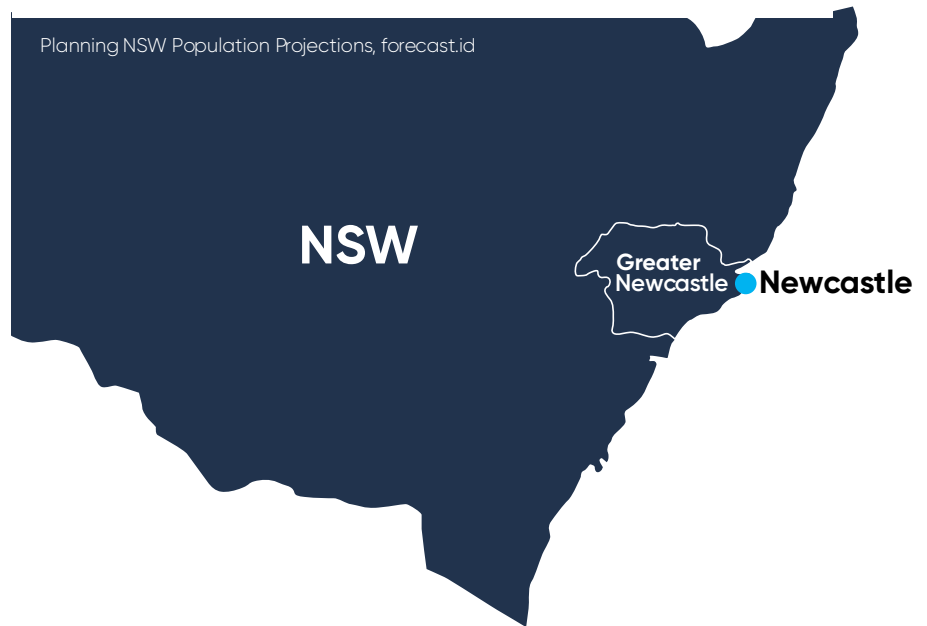 Planning NSW Population Projections, forecast.id
NSW
Greater
Newcastle
Newcastle